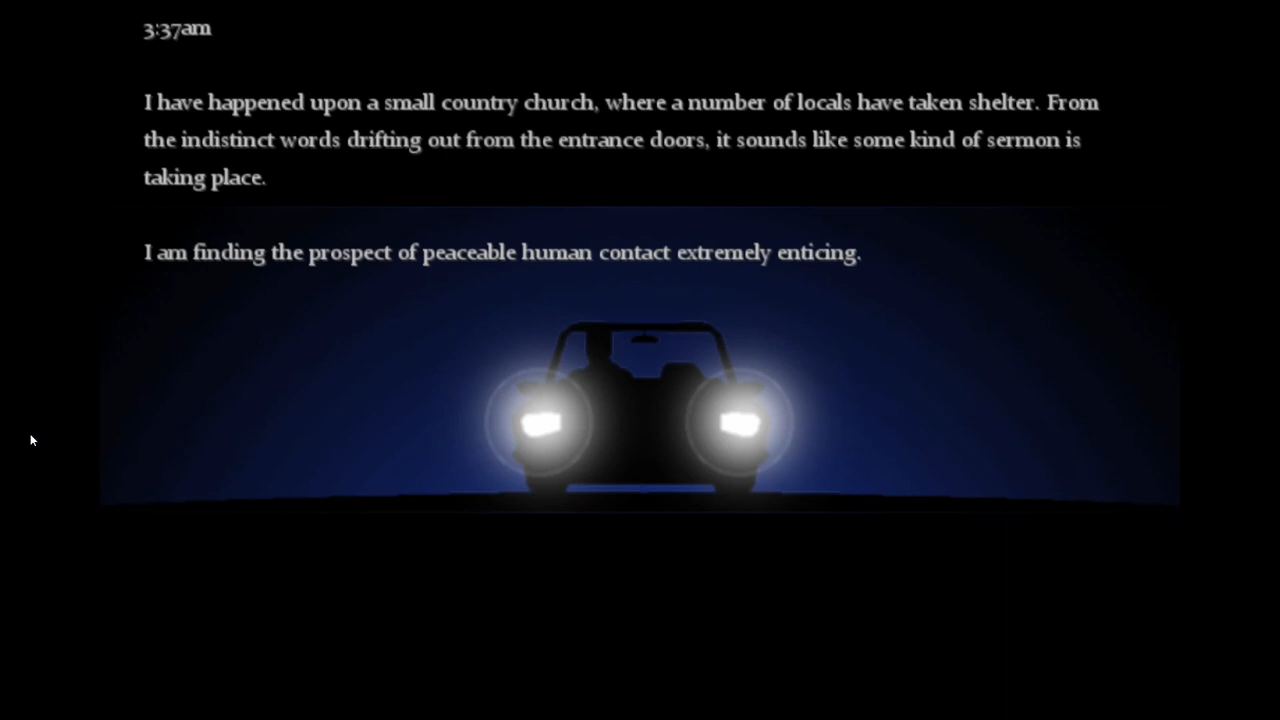 3:37am
I have happened upon a small country church, where a number of locals have taken shelter. From
the indistinct words drifting out from the entrance doors, it sounds like some kind of sermon is
taking place.
I am finding the prospect of peaceable human contact extremely enticing.